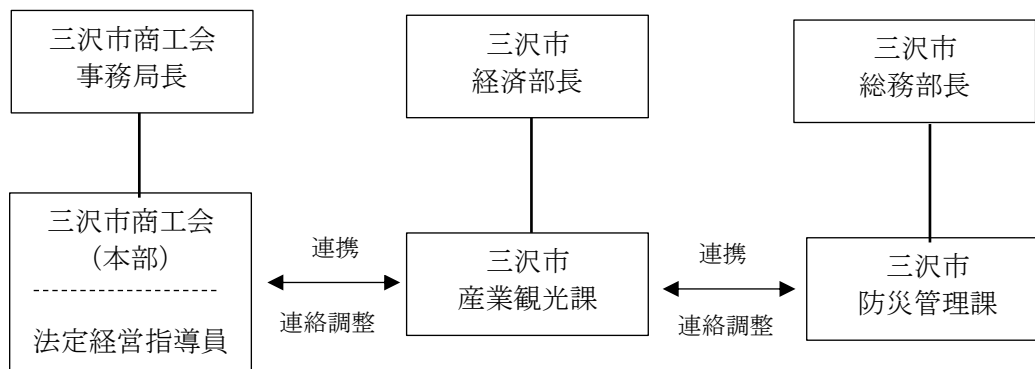 三沢市商工会
事務局長
三沢市
経済部長
三沢市
総務部長
三沢市商工会
（本部）
法定経営指導員
連携
連絡調整
三沢市
産業観光課
連携
連絡調整
三沢市
防災管理課